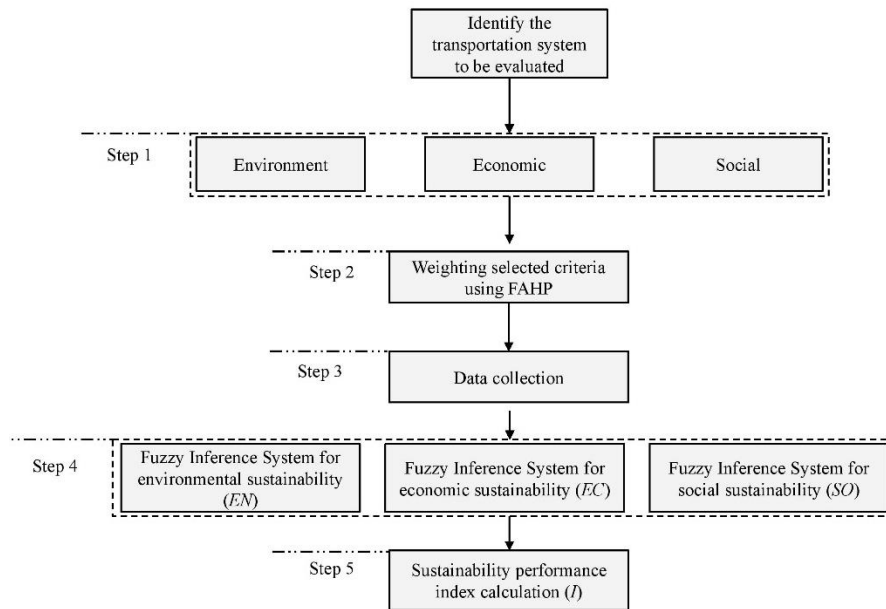 Identify the
transportation system
to be evaluated
Step 1
Environment
Economic
Social
Step 2
Weighting selected criteria
using FAHP
Step 3
Data collection
Step 4
Fuzzy Inference System for
environmental sustainability
(EN)
Fuzzy Inference System for
economic sustainability (EC)
Fuzzy Inference System for
social sustainability (SO)
Step 5
Sustainability performance
index calculation (I)